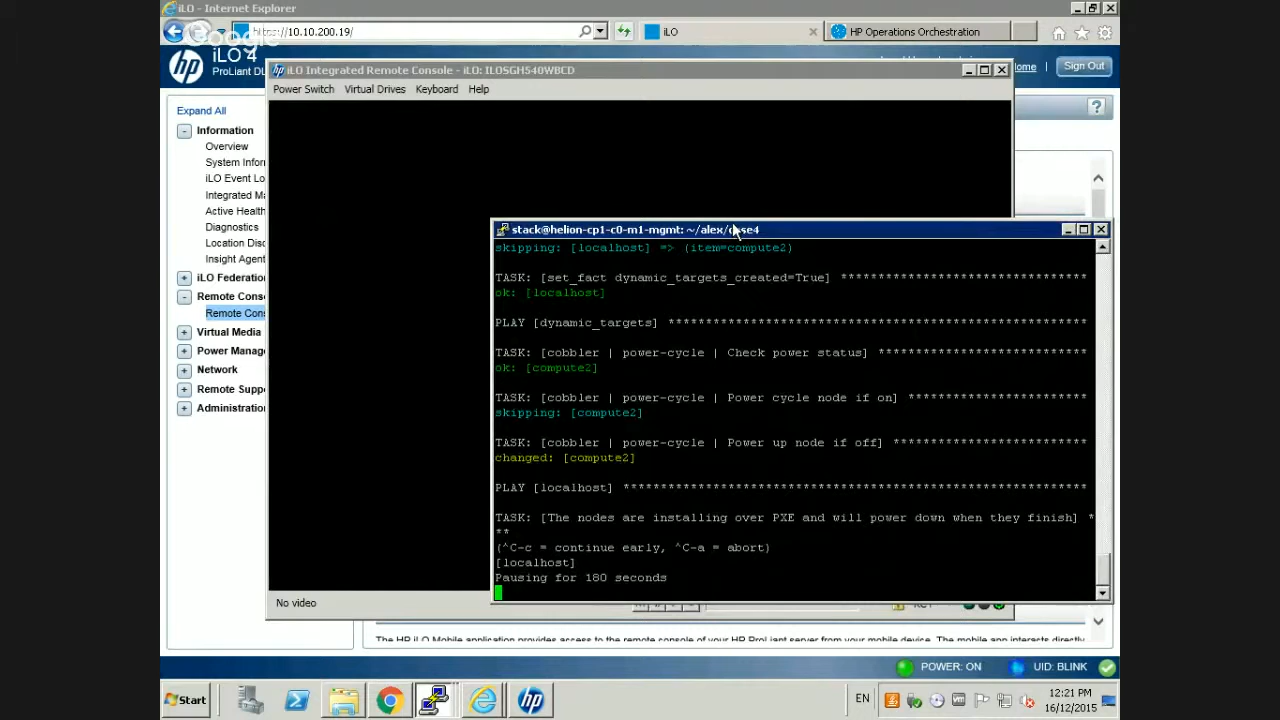 iLO - Internet Explorer
https://10.10.200.19/
iLO
HP Operations Orchestration
Google
hp
iLO 4
ProLiant DL
Home
Sign Out
iLO Integrated Remote Console - iLO: ILOSGH540WBCD
Power Switch Virtual Drives Keyboard Help
Expand All
?
Information
Overview
System Infor
iLO Event Lo
Integrated Ma
Active Health
Diagnostics
Location Disc
Insight Agent
iLO Federation
Remote Conso
Remote Cons
Virtual Media
Power Manage
Network
Remote Supp
Administration
stack@helion-cp1-c0-m1-mgmt: ~/alex/case4
skipping: [localhost] => (item=compute2)
TASK: [set_fact dynamic_targets_created=True] *********************************
ok: [localhost]
PLAY [dynamic_targets] ********************************************************
TASK: [cobbler | power-cycle | Check power status] ****************************
ok: [compute2]
TASK: [cobbler | power-cycle | Power cycle node if on] ************************
skipping: [compute2]
TASK: [cobbler | power-cycle | Power up node if off] **************************
changed: [compute2]
PLAY [localhost] **************************************************************
TASK: [The nodes are installing over PXE and will power down when they finish] *
**
(^C-c = continue early, ^C-a = abort)
[localhost]
Pausing for 180 seconds
No video
The HP iLO Mobile application provides access to the remote console of your HP ProLiant server from your mobile device. The mobile app interacts directly
POWER: ON
UID: BLINK
Start
hp
EN
12:21 PM
16/12/2015